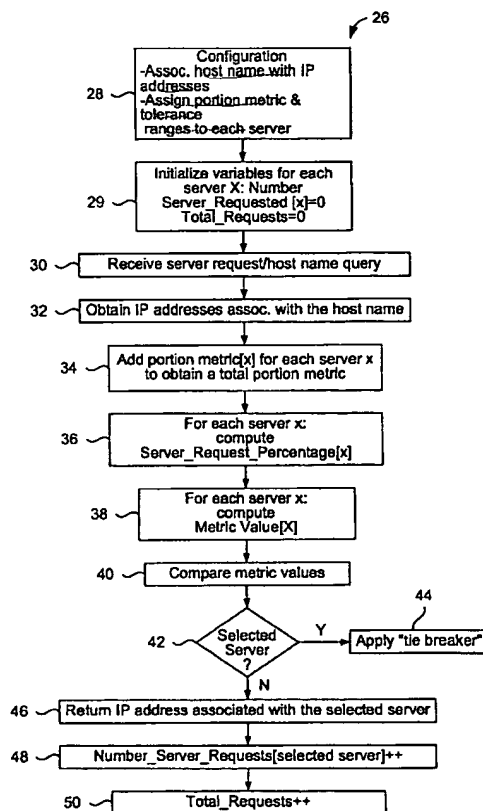 26
Configuration
-Assoc. host name with IP
addresses
-Assign portion metric &
tolerance
ranges to each server
28
Initialize variables for each
server X: Number
Server_Requested [x]=0
Total_Requests=0
29
30
Receive server request/host name query
32
Obtain IP addresses assoc. with the host name
34
Add portion metric[x] for each server x
to obtain a total portion metric
36
For each server x:
compute
Server_Request_Percentage[x]
38
For each server x:
compute
Metric Value[X]
40
Compare metric values
42
Selected
Server
?
Y
44
Apply "tie breaker"
N
46
Return IP address associated with the selected server
48
Number_Server_Requests[selected server]++
50
Total_Requests++